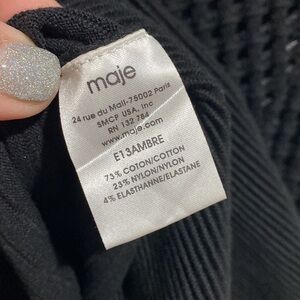 maje
24 rue du Mail-75002 Paris
SMCP USA, Inc
RN 132 784
www.maje.com
E13AMBRE
73% COTON/COTTON
23% NYLON/NYLON
4% ELASTHANNE/ELASTANE